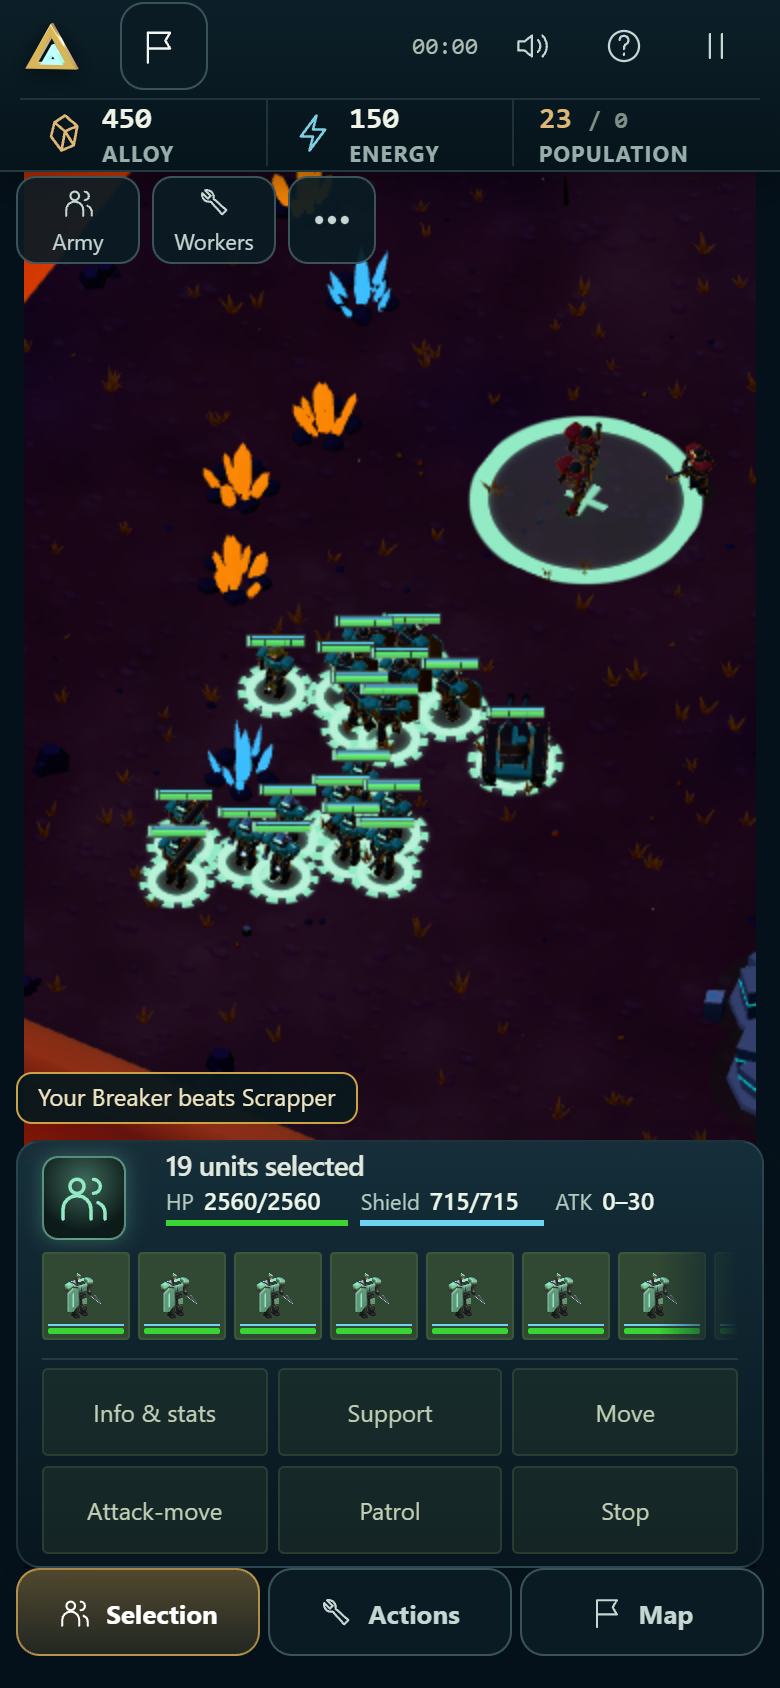 00:00
450
ALLOY
150
ENERGY
23 / 0
POPULATION
Army
Workers
Your Breaker beats Scrapper
19 units selected
HP 2560/2560 Shield 715/715 ATK 0–30
Info & stats
Support
Move
Attack-move
Patrol
Stop
Selection
Actions
Map